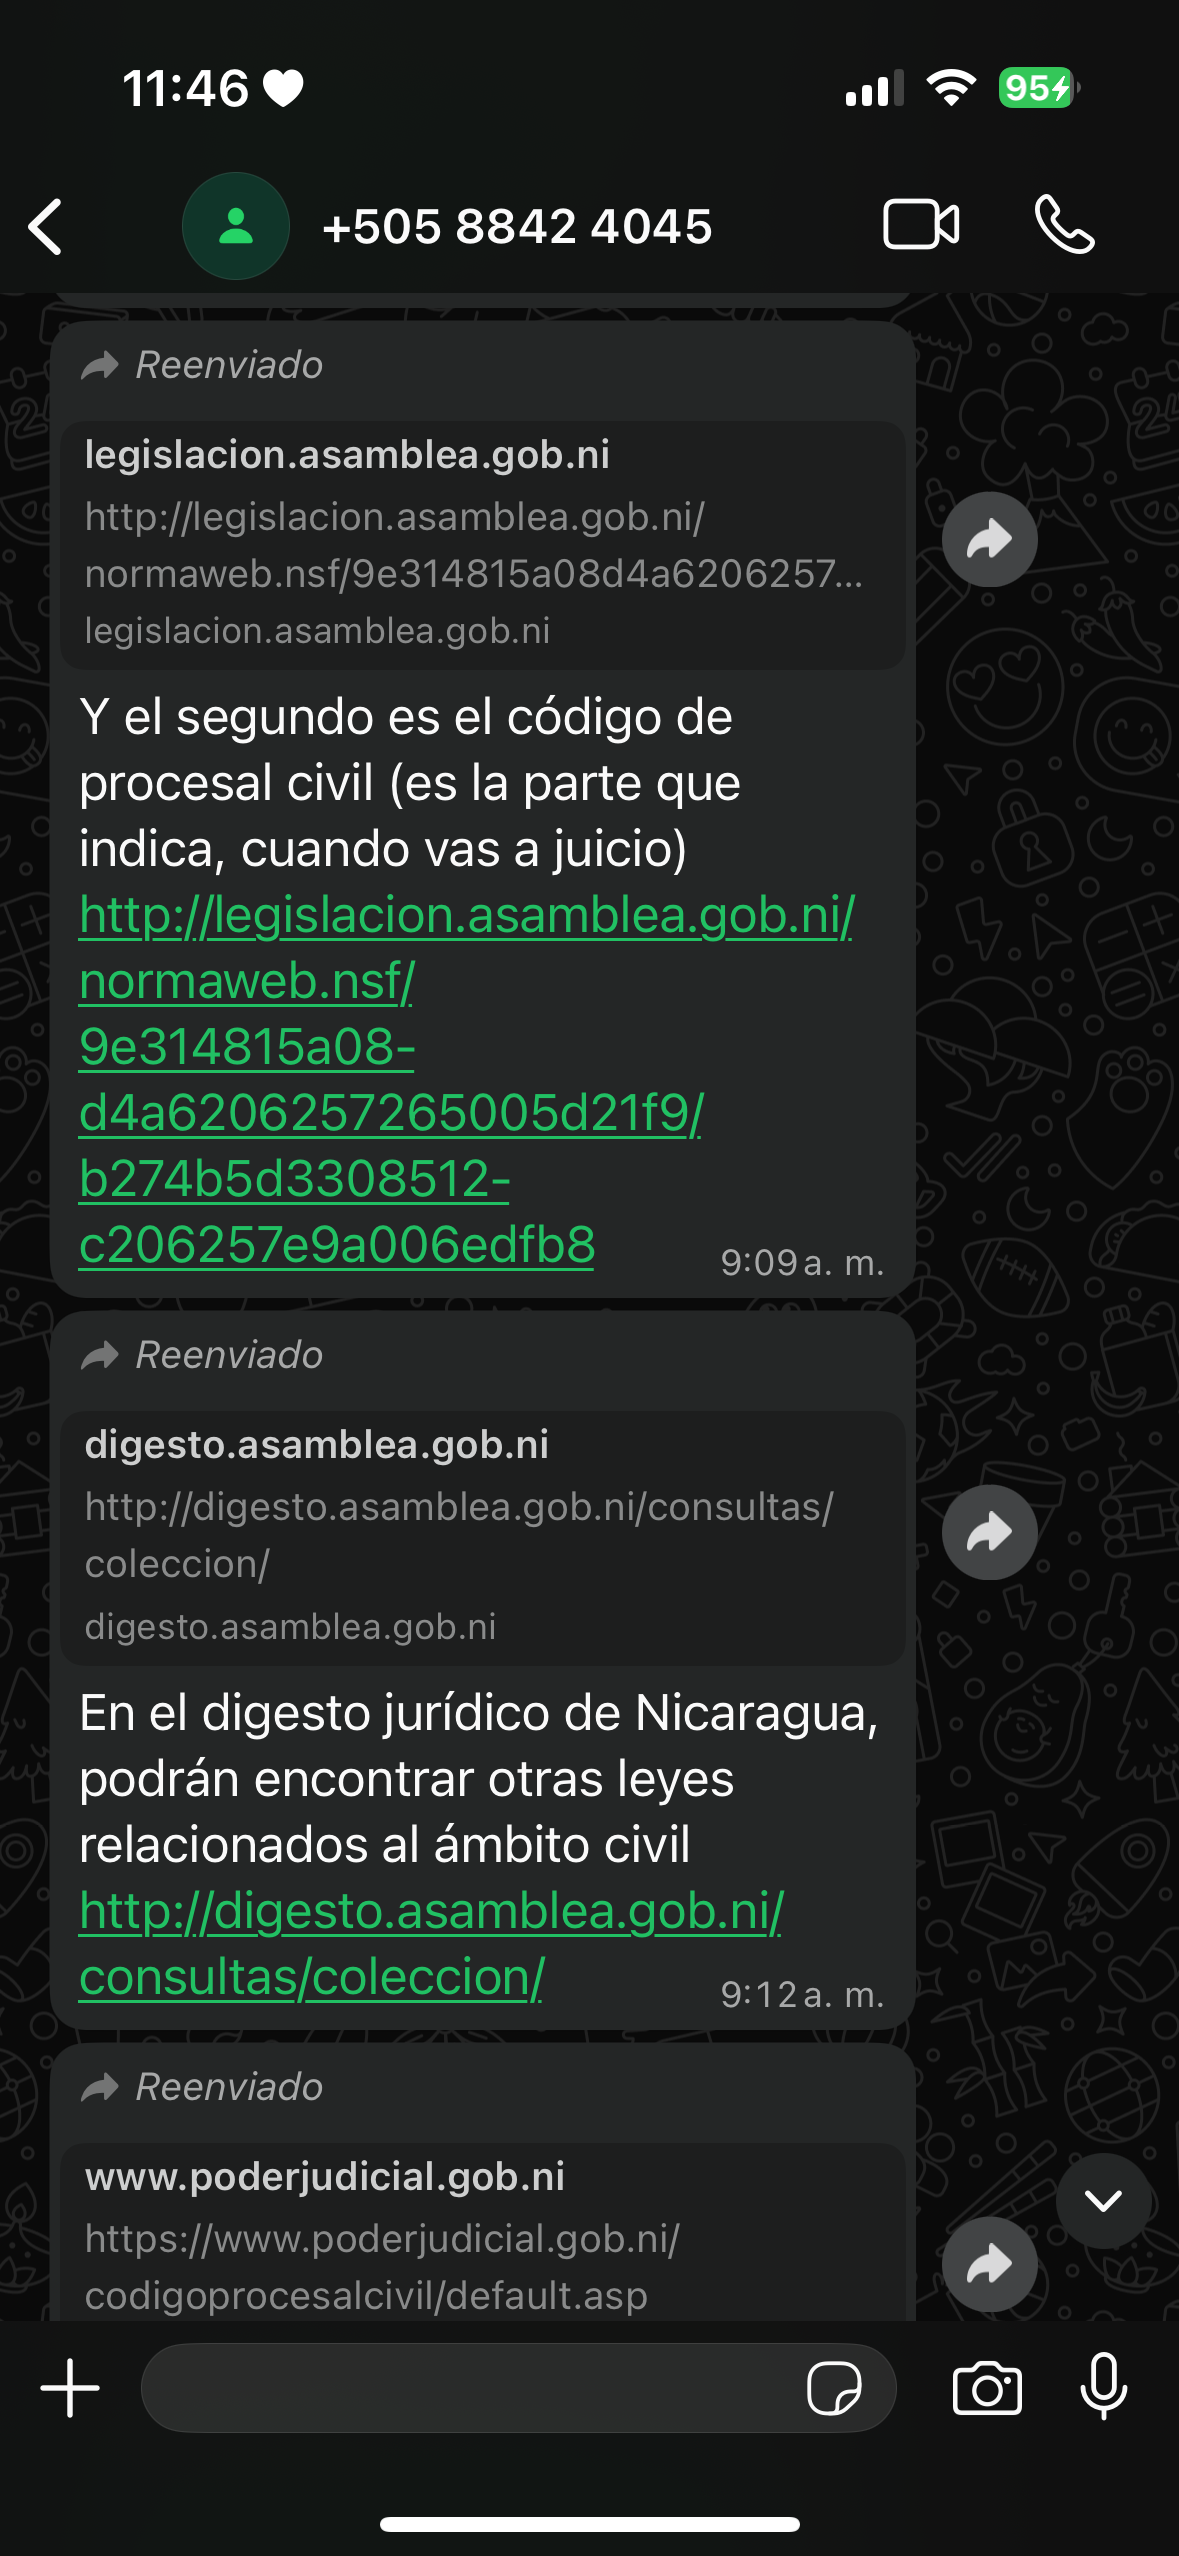 11:46
95
+505 8842 4045
Reenviado
legislacion.asamblea.gob.ni
http://legislacion.asamblea.gob.ni/
normaweb.nsf/9e314815a08d4a6206257...
legislacion.asamblea.gob.ni
Y el segundo es el código de
procesal civil (es la parte que
indica, cuando vas a juicio)
http://legislacion.asamblea.gob.ni/
normaweb.nsf/
9e314815a08-
d4a6206257265005d21f9/
b274b5d3308512-
c206257e9a006edfb8
9:09 a. m.
Reenviado
digesto.asamblea.gob.ni
http://digesto.asamblea.gob.ni/consultas/
coleccion/
digesto.asamblea.gob.ni
En el digesto jurídico de Nicaragua,
podrán encontrar otras leyes
relacionados al ámbito civil
http://digesto.asamblea.gob.ni/
consultas/coleccion/
9:12 a. m.
Reenviado
www.poderjudicial.gob.ni
https://www.poderjudicial.gob.ni/
codigoprocesalcivil/default.asp